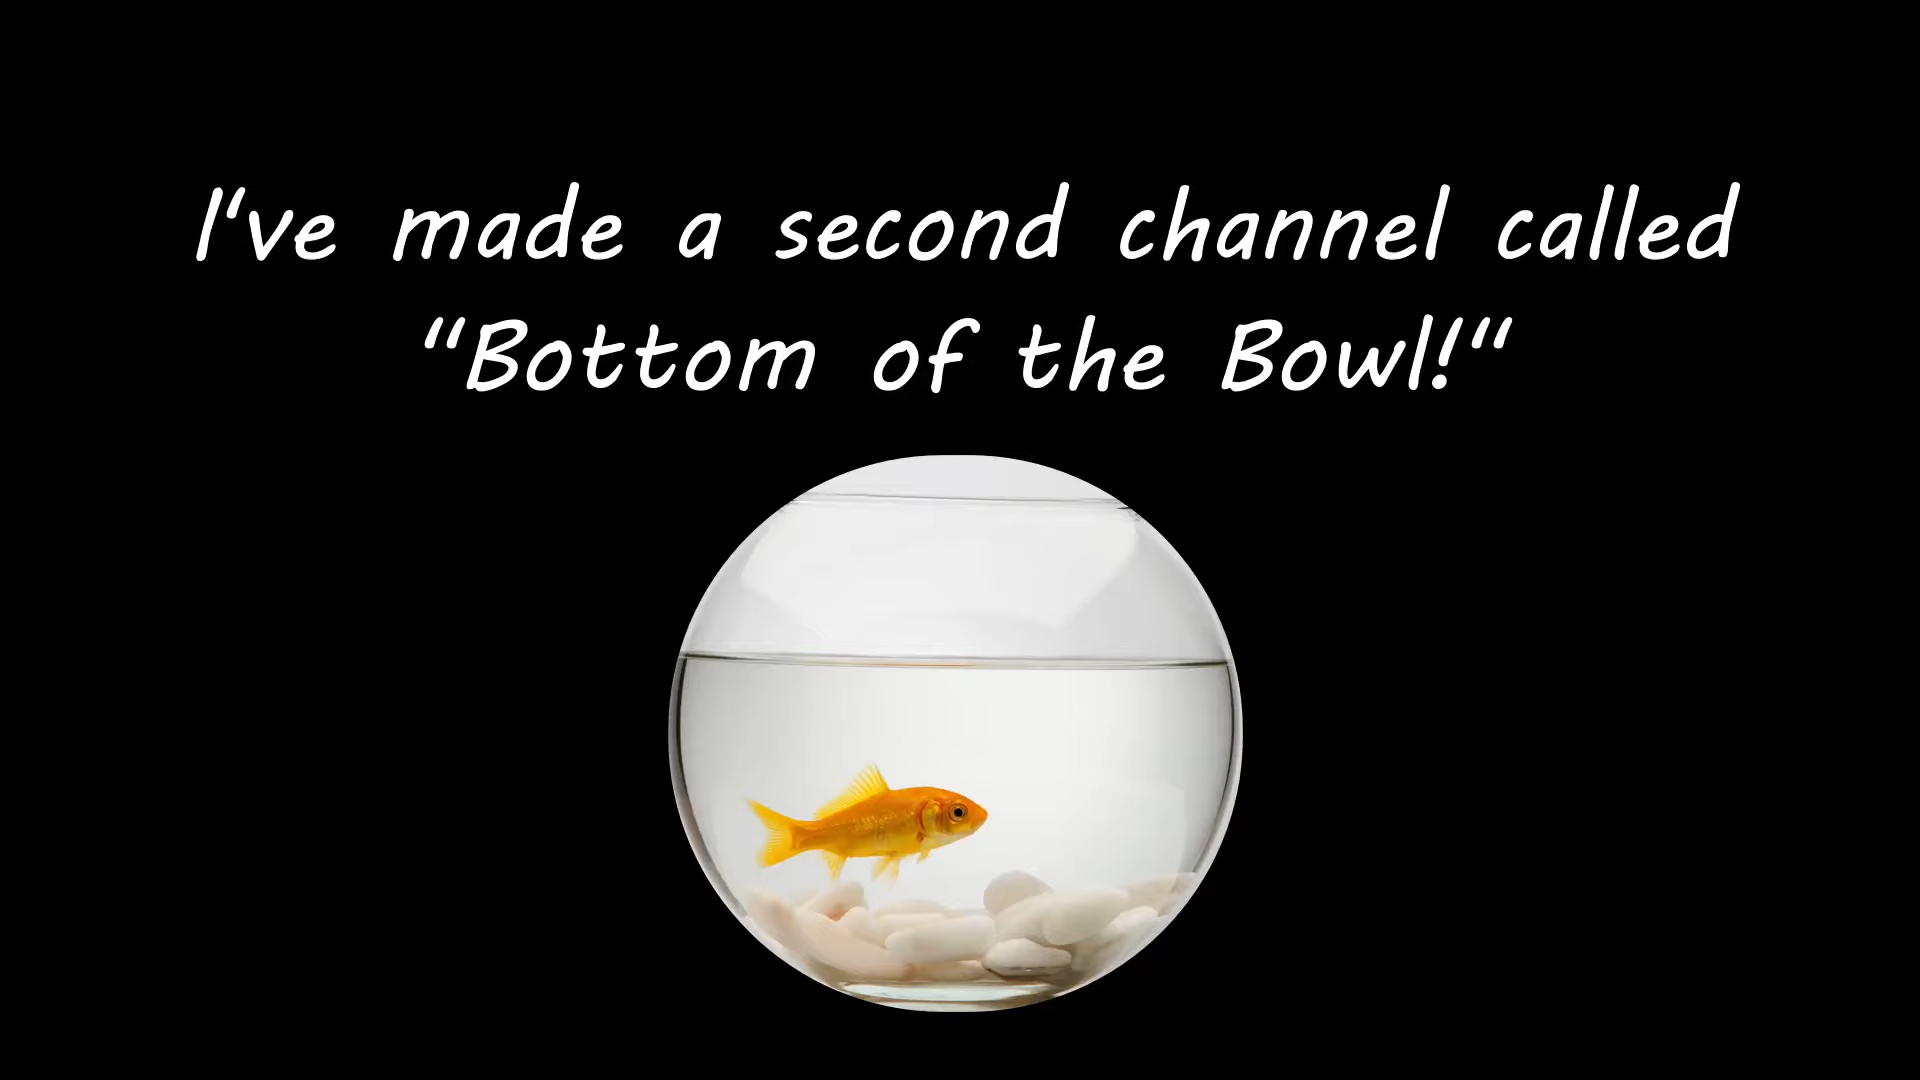 I've made a second channel called
“Bottom of the Bowl!“